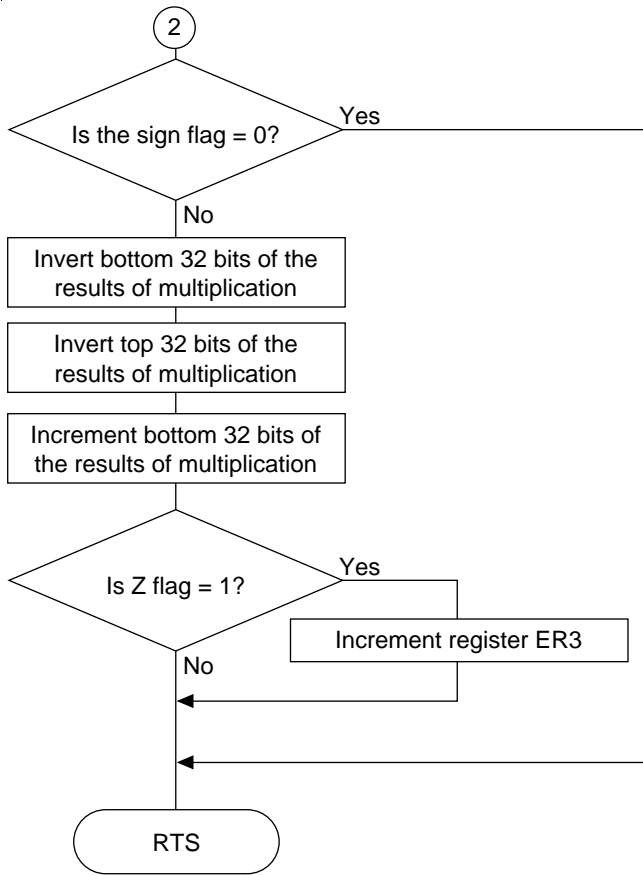 2
Is the sign flag = 0?
Yes
No
Invert bottom 32 bits of the
results of multiplication
Invert top 32 bits of the
results of multiplication
Increment bottom 32 bits of
the results of multiplication
Is Z flag = 1?
Yes
Increment register ER3
No
RTS